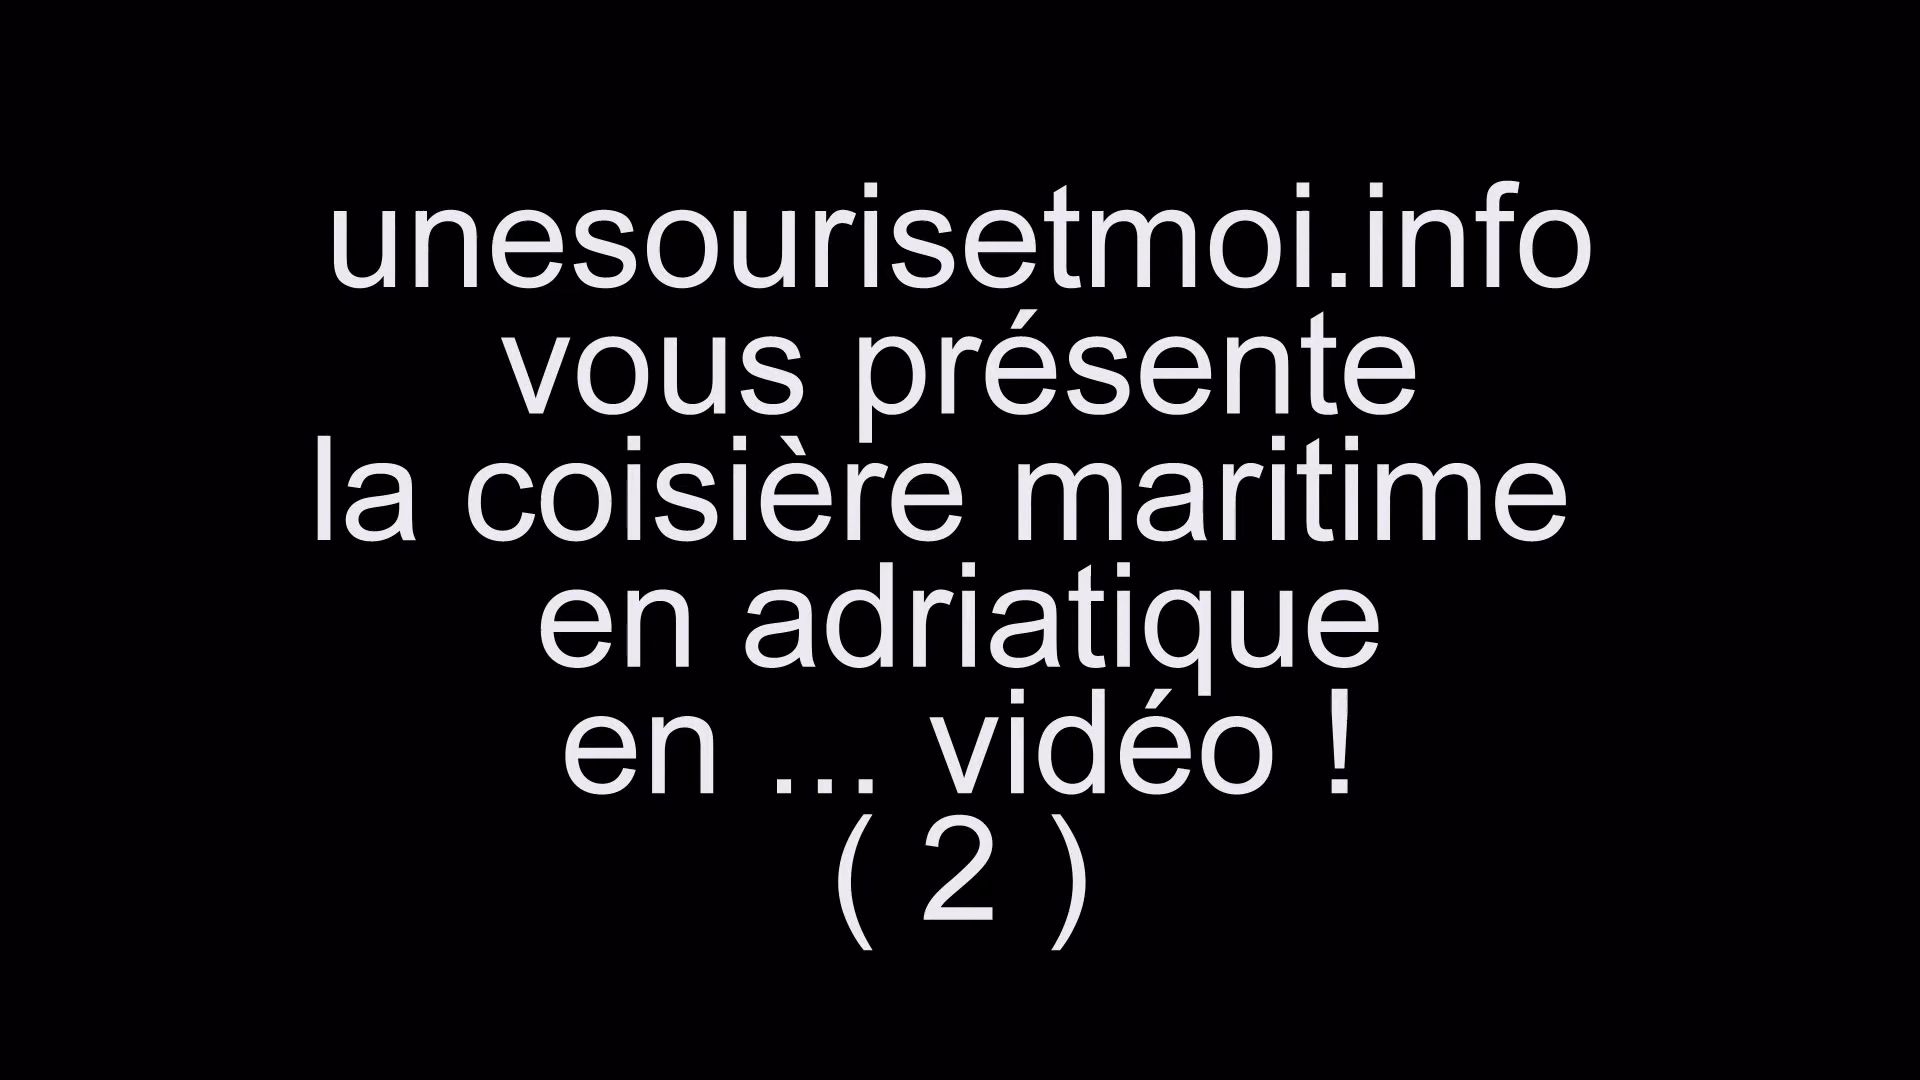 unesourisetmoi.info
vous présente
la coisière maritime
en adriatique
en ... vidéo !
( 2 )